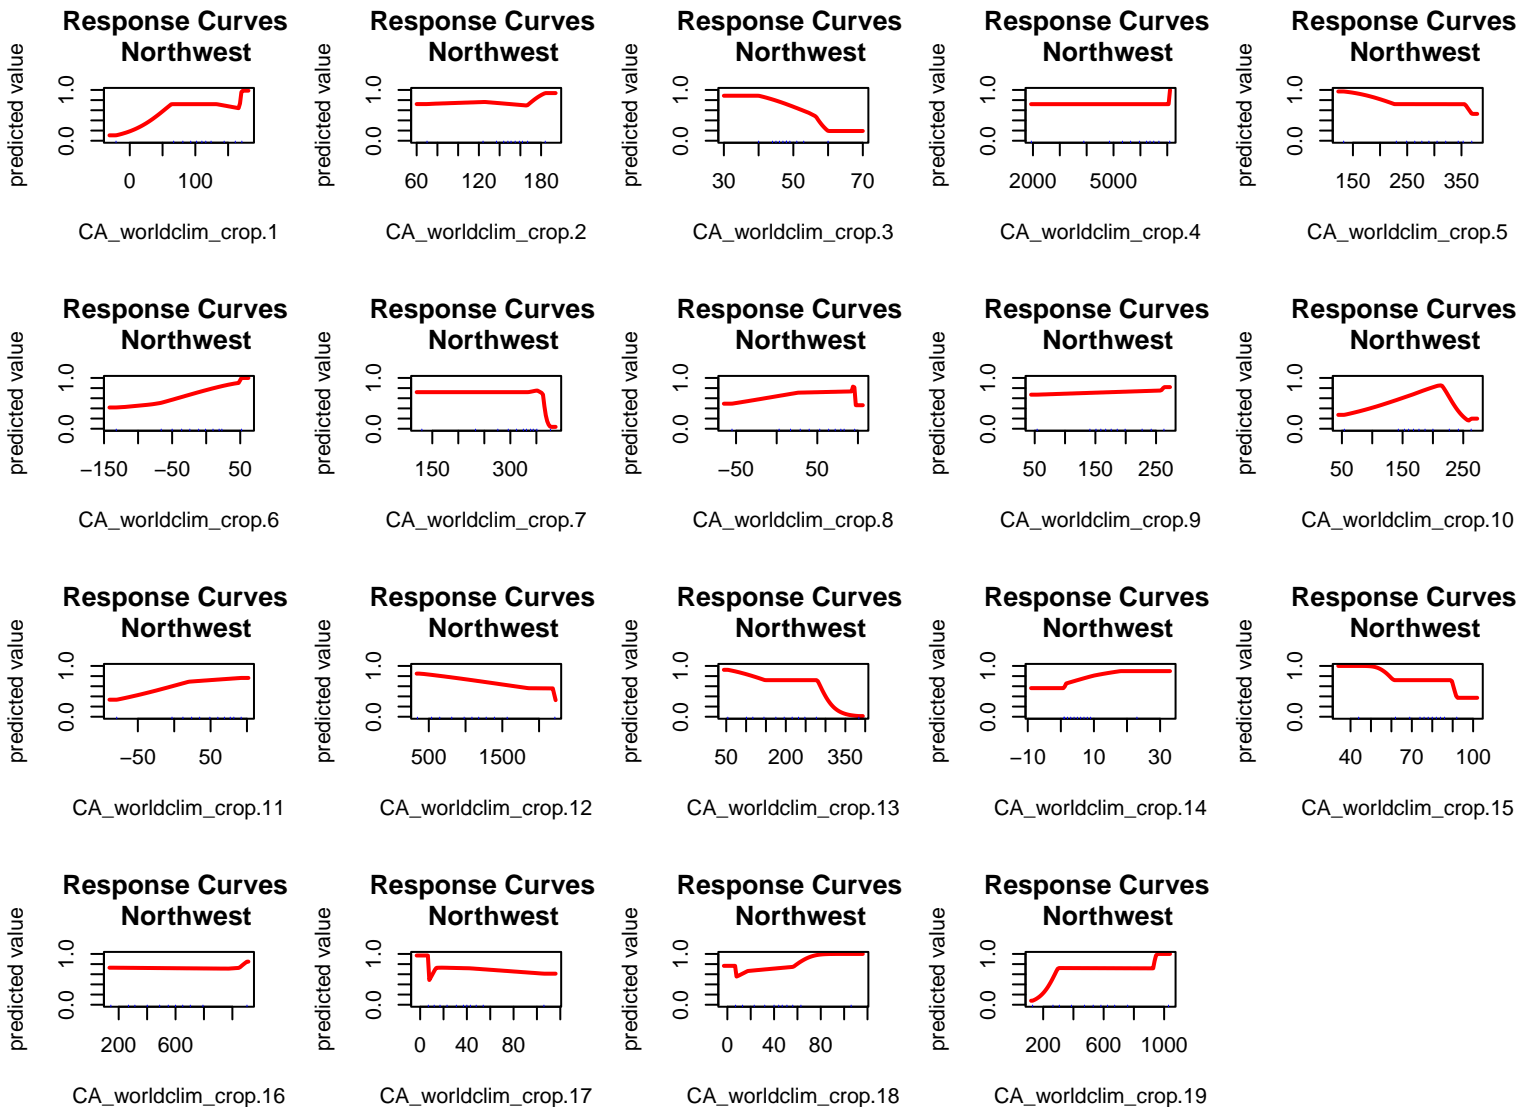 Response Curves
Northwest
predicted value
0.0 1.0
0 100
CA_worldclim_crop.1
Response Curves
Northwest
predicted value
0.0 1.0
60 120 180
CA_worldclim_crop.2
Response Curves
Northwest
predicted value
0.0 1.0
30 50 70
CA_worldclim_crop.3
Response Curves
Northwest
predicted value
0.0 1.0
2000 5000
CA_worldclim_crop.4
Response Curves
Northwest
predicted value
0.0 1.0
150 250 350
CA_worldclim_crop.5
Response Curves
Northwest
predicted value
0.0 1.0
−150 −50 50
CA_worldclim_crop.6
Response Curves
Northwest
predicted value
0.0 1.0
150 300
CA_worldclim_crop.7
Response Curves
Northwest
predicted value
0.0 1.0
−50 50
CA_worldclim_crop.8
Response Curves
Northwest
predicted value
0.0 1.0
50 150 250
CA_worldclim_crop.9
Response Curves
Northwest
predicted value
0.0 1.0
50 150 250
CA_worldclim_crop.10
Response Curves
Northwest
predicted value
0.0 1.0
−50 50
CA_worldclim_crop.11
Response Curves
Northwest
predicted value
0.0 1.0
500 1500
CA_worldclim_crop.12
Response Curves
Northwest
predicted value
0.0 1.0
50 200 350
CA_worldclim_crop.13
Response Curves
Northwest
predicted value
0.0 1.0
−10 10 30
CA_worldclim_crop.14
Response Curves
Northwest
predicted value
0.0 1.0
40 70 100
CA_worldclim_crop.15
Response Curves
Northwest
predicted value
0.0 1.0
200 600
CA_worldclim_crop.16
Response Curves
Northwest
predicted value
0.0 1.0
0 40 80
CA_worldclim_crop.17
Response Curves
Northwest
predicted value
0.0 1.0
0 40 80
CA_worldclim_crop.18
Response Curves
Northwest
predicted value
0.0 1.0
200 600 1000
CA_worldclim_crop.19